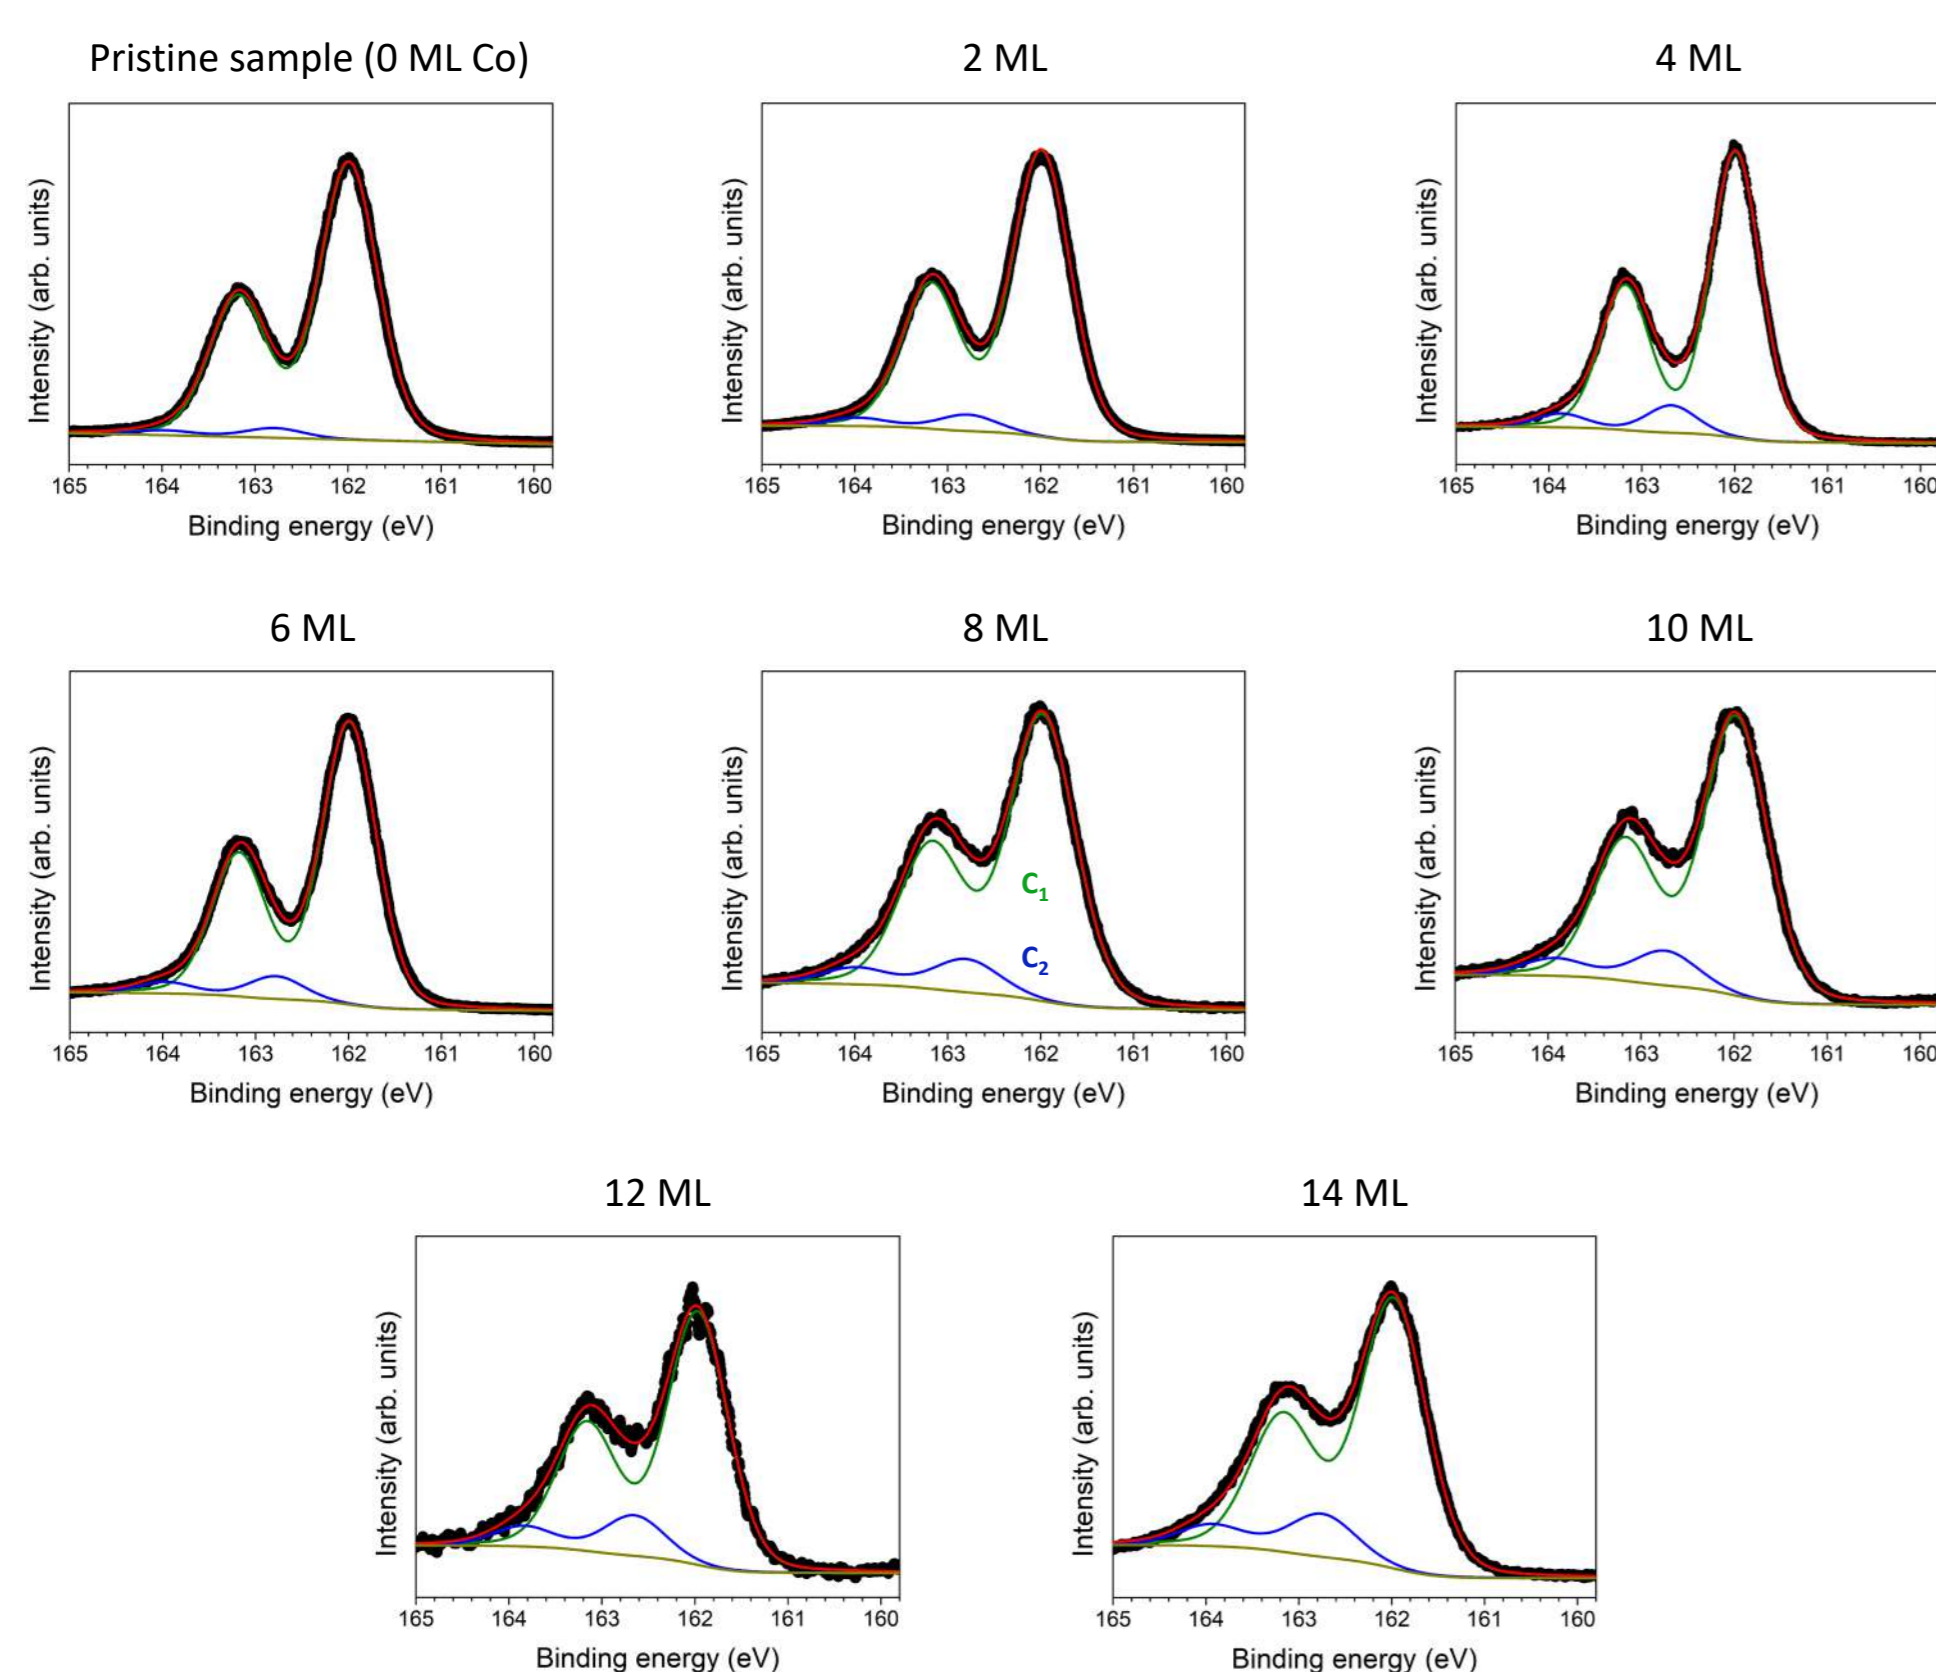 Pristine sample (0 ML Co)
2 ML
4 ML
Intensity (arb. units)
165 164 163 162 161 160
Binding energy (eV)
Intensity (arb. units)
165 164 163 162 161 160
Binding energy (eV)
Intensity (arb. units)
165 164 163 162 161 160
Binding energy (eV)
6 ML
8 ML
10 ML
Intensity (arb. units)
165 164 163 162 161 160
Binding energy (eV)
Intensity (arb. units)
C1
C2
165 164 163 162 161 160
Binding energy (eV)
Intensity (arb. units)
165 164 163 162 161 160
Binding energy (eV)
12 ML
14 ML
Intensity (arb. units)
165 164 163 162 161 160
Binding energy (eV)
Intensity (arb. units)
165 164 163 162 161 160
Binding energy (eV)